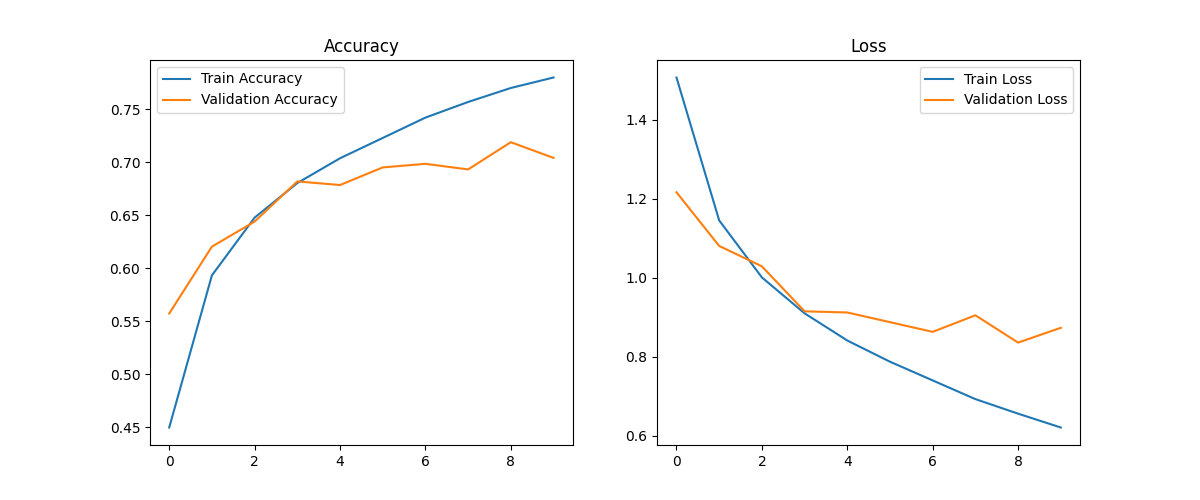 Accuracy
Train Accuracy
Validation Accuracy
0.75
0.70
0.65
0.60
0.55
0.50
0.45
0 2 4 6 8
Loss
Train Loss
Validation Loss
1.4
1.2
1.0
0.8
0.6
0 2 4 6 8